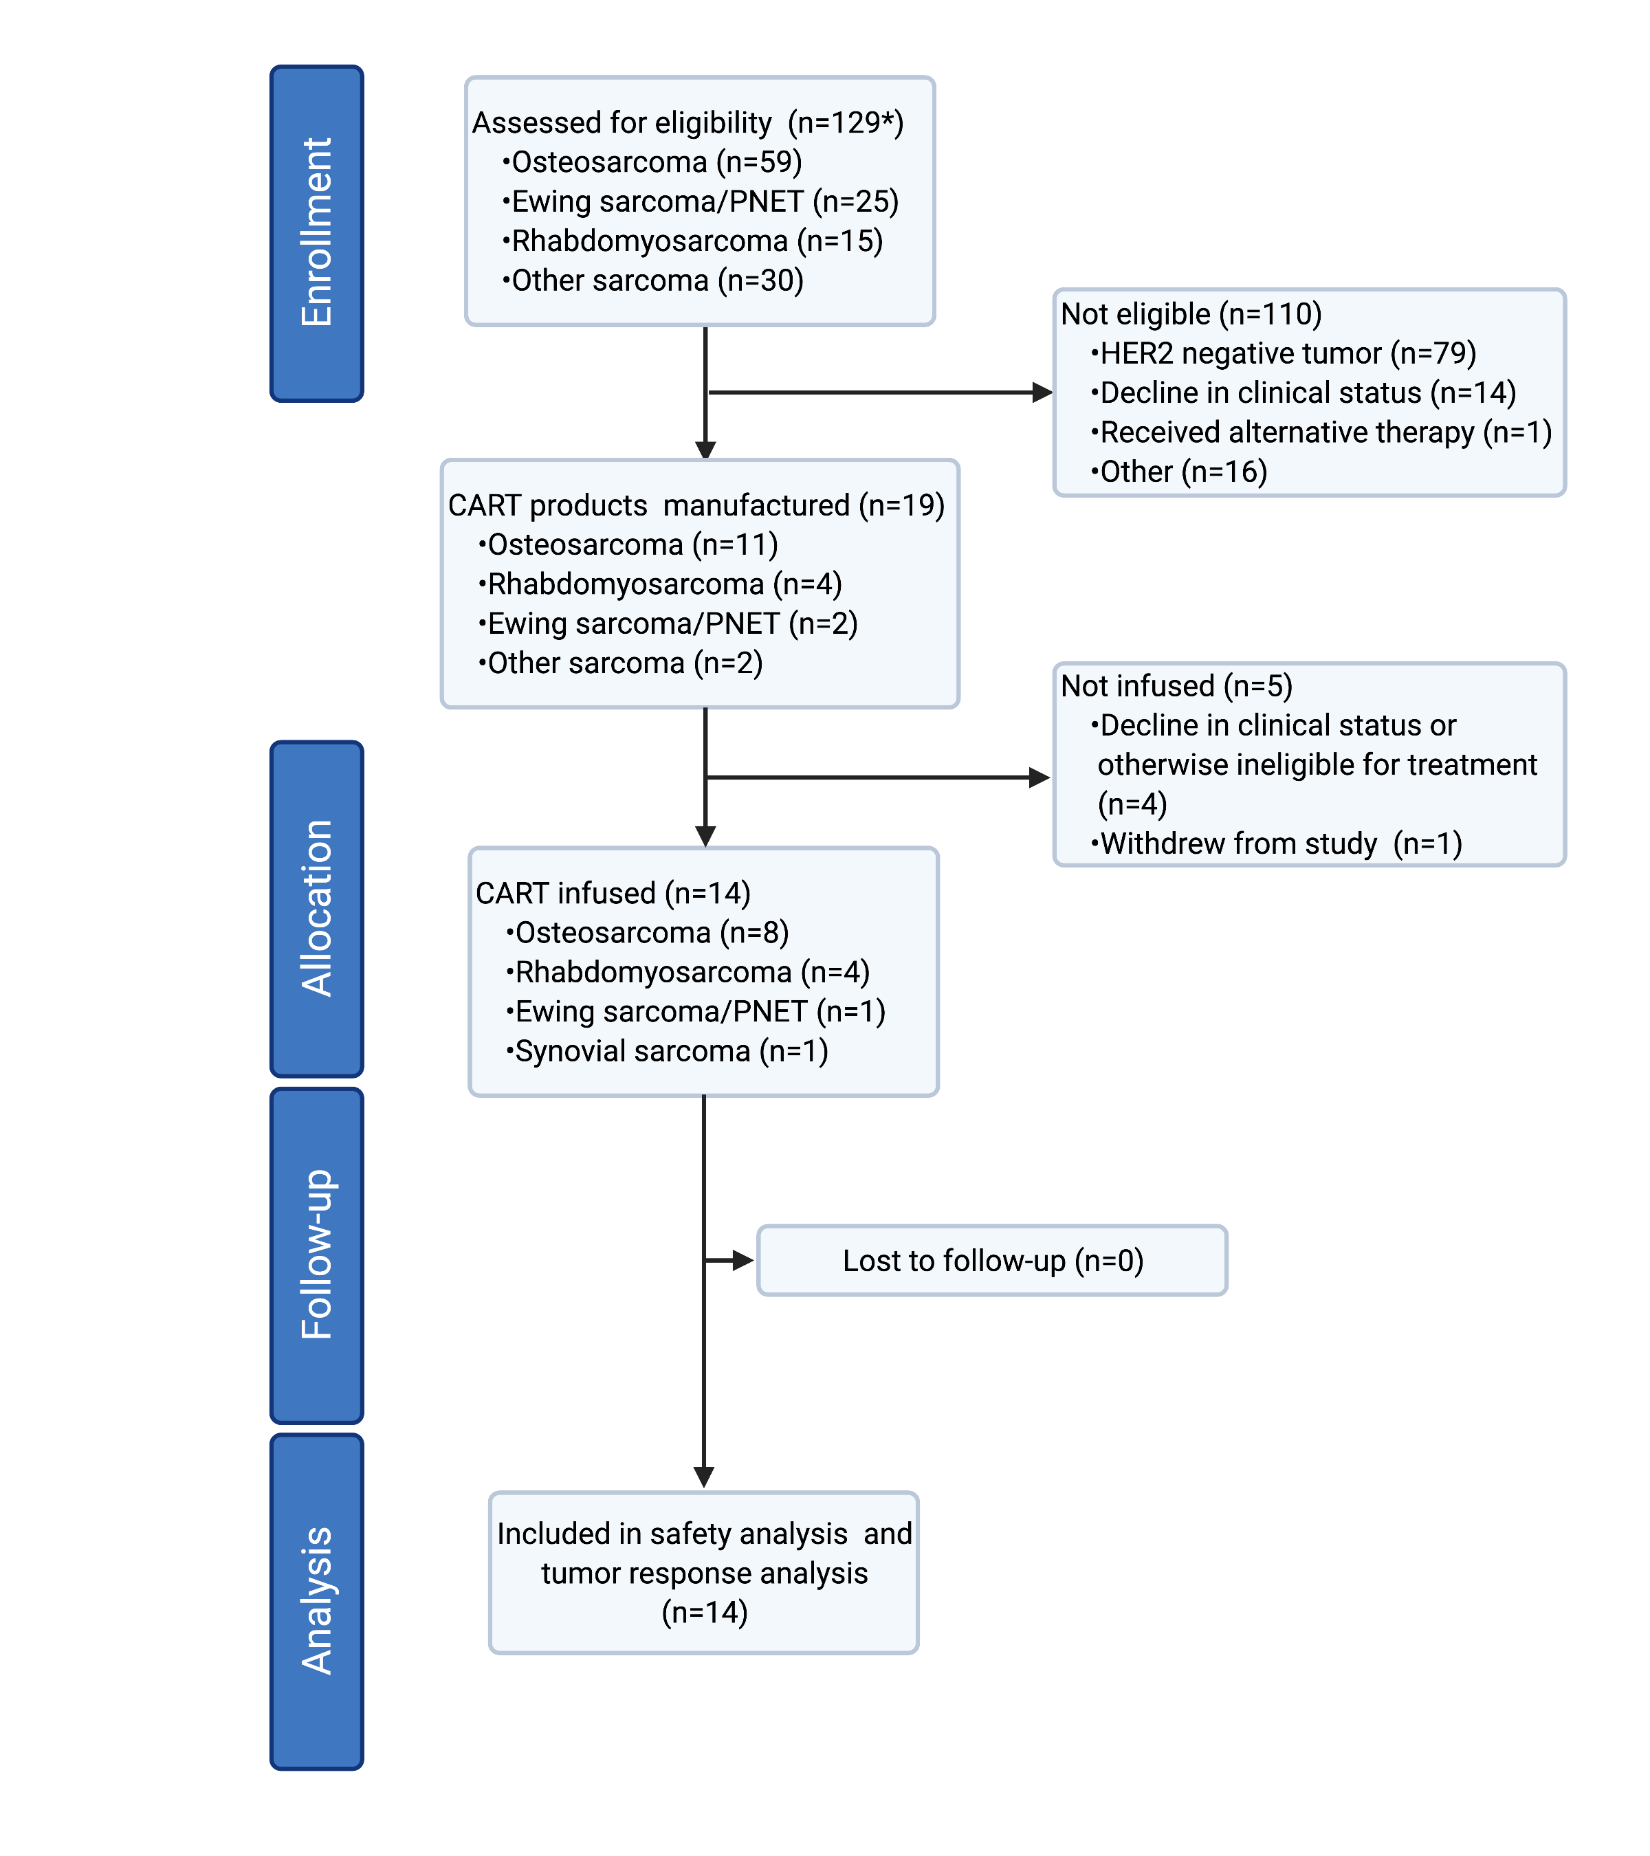 Enrollment
Assessed for eligibility (n=129*)
•Osteosarcoma (n=59)
•Ewing sarcoma/PNET (n=25)
•Rhabdomyosarcoma (n=15)
•Other sarcoma (n=30)
Not eligible (n=110)
•HER2 negative tumor (n=79)
•Decline in clinical status (n=14)
•Received alternative therapy (n=1)
•Other (n=16)
CART products manufactured (n=19)
•Osteosarcoma (n=11)
•Rhabdomyosarcoma (n=4)
•Ewing sarcoma/PNET (n=2)
•Other sarcoma (n=2)
Not infused (n=5)
•Decline in clinical status or
otherwise ineligible for treatment
(n=4)
•Withdrew from study (n=1)
Allocation
CART infused (n=14)
•Osteosarcoma (n=8)
•Rhabdomyosarcoma (n=4)
•Ewing sarcoma/PNET (n=1)
•Synovial sarcoma (n=1)
Follow-up
Lost to follow-up (n=0)
Analysis
Included in safety analysis and
tumor response analysis
(n=14)